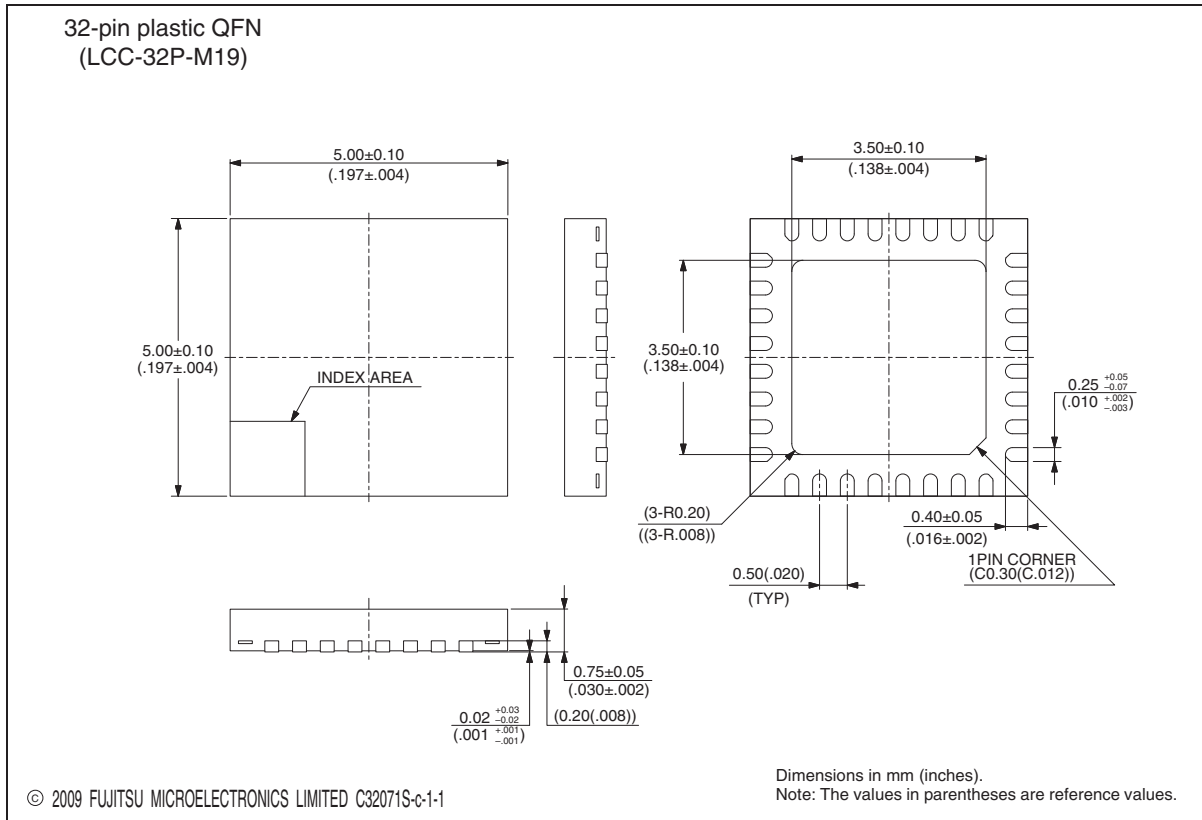 32-pin plastic QFN
(LCC-32P-M19)
5.00±0.10
(.197±.004)
3.50±0.10
(.138±.004)
5.00±0.10
(.197±.004)
INDEX AREA
3.50±0.10
(.138±.004)
0.25 +0.05 –0.07
(.010 +.002 –.003)
(3-R0.20)
((3-R.008))
0.40±0.05
(.016±.002)
1PIN CORNER
(C0.30(C.012))
0.50(.020)
(TYP)
0.75±0.05
(.030±.002)
0.02 +0.03 –0.02
(.001 +.001 –.001)
(0.20(.008))
© 2009 FUJITSU MICROELECTRONICS LIMITED C32071S-c-1-1
Dimensions in mm (inches).
Note: The values in parentheses are reference values.